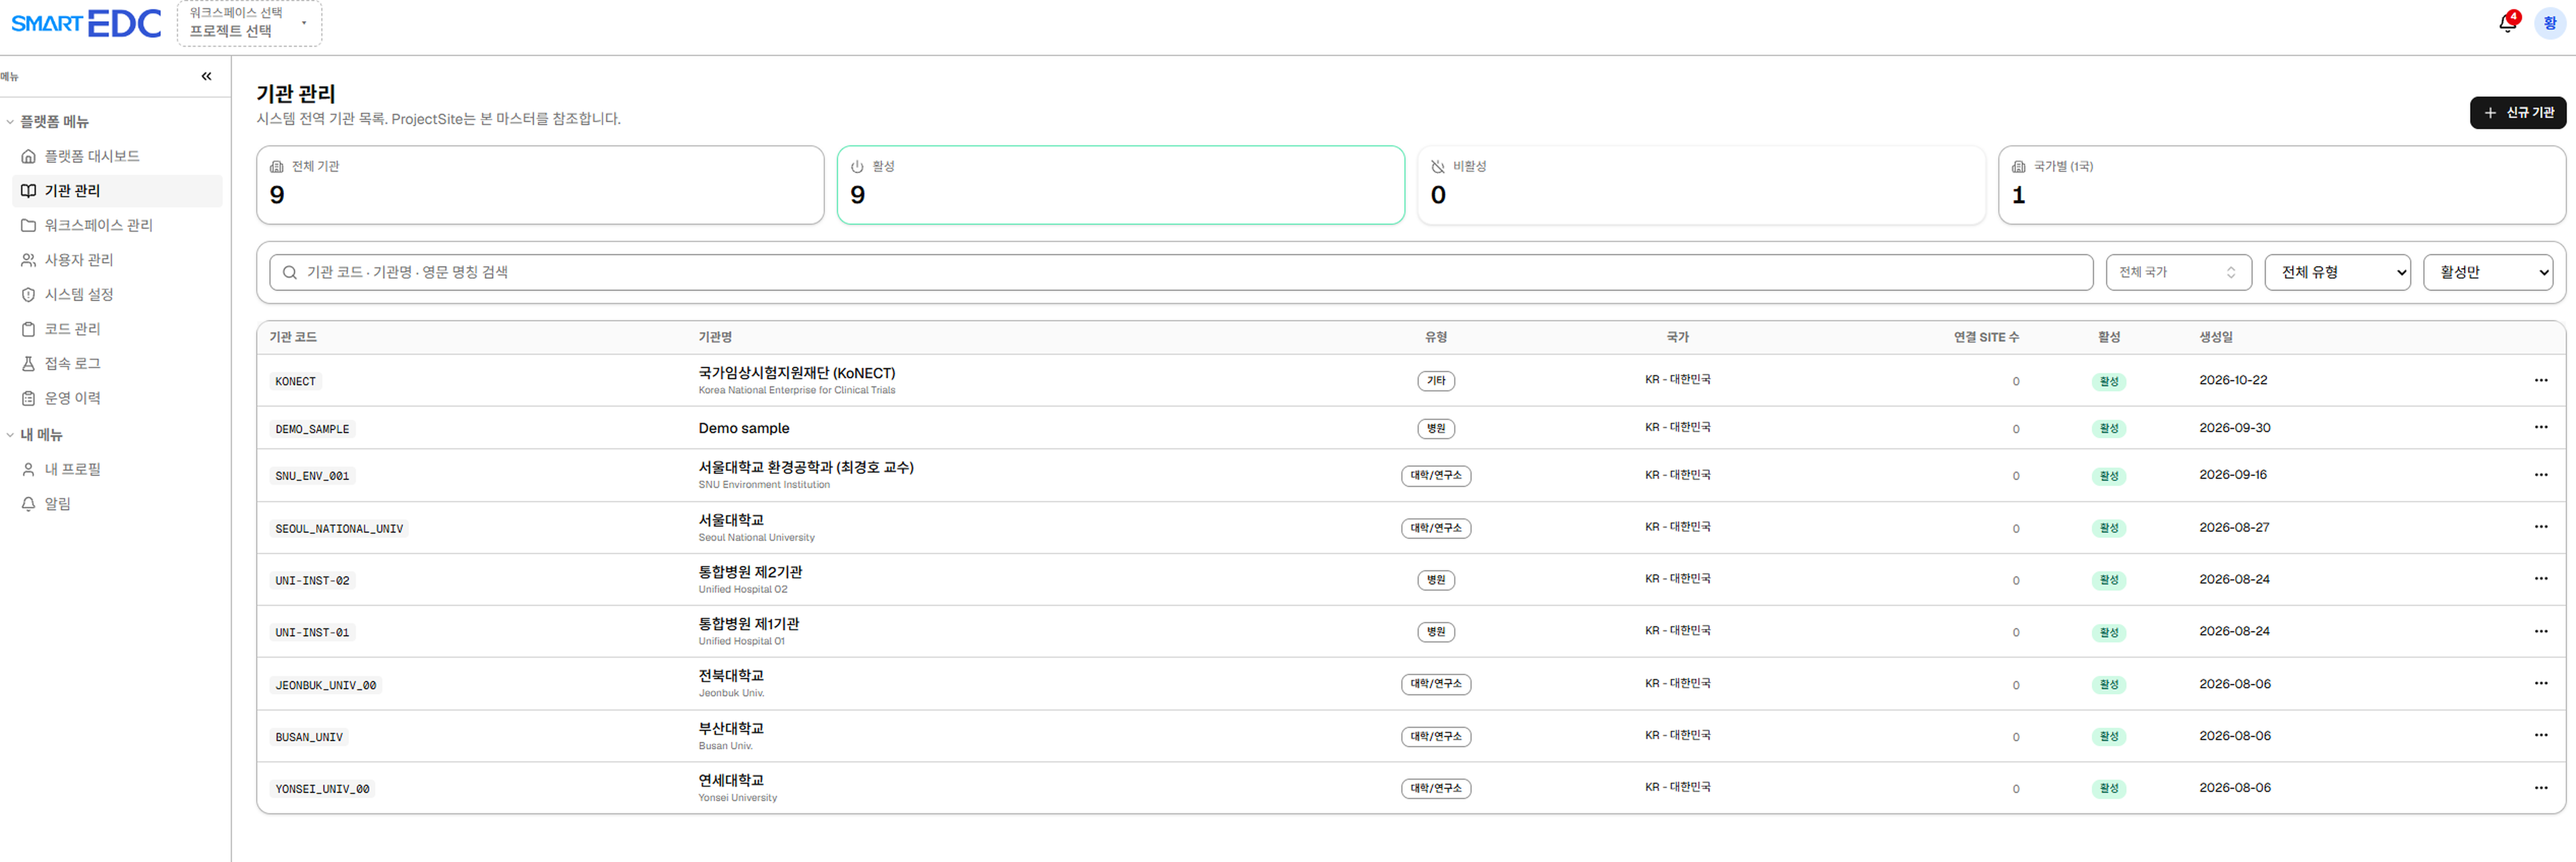 SMART EDC
워크스페이스 선택
프로젝트 선택
4
황
메뉴
플랫폼 메뉴
플랫폼 대시보드
기관 관리
워크스페이스 관리
사용자 관리
시스템 설정
코드 관리
접속 로그
운영 이력
내 메뉴
내 프로필
알림
기관 관리
시스템 전역 기관 목록. ProjectSite는 본 마스터를 참조합니다.
신규 기관
전체 기관
9
활성
9
비활성
0
국가별 (1국)
1
기관 코드 · 기관명 · 영문 명칭 검색
전체 국가
전체 유형
활성만
기관 코드 기관명 유형 국가 연결 SITE 수 활성 생성일
KONECT 국가임상시험지원재단 (KoNECT) 기타 KR - 대한민국 0 활성 2026-10-22
Korea National Enterprise for Clinical Trials
DEMO_SAMPLE Demo sample 병원 KR - 대한민국 0 활성 2026-09-30
SNU_ENV_001 서울대학교 환경공학과 (최경호 교수) 대학/연구소 KR - 대한민국 0 활성 2026-09-16
SNU Environment Institution
SEOUL_NATIONAL_UNIV 서울대학교 대학/연구소 KR - 대한민국 0 활성 2026-08-27
Seoul National University
UNI-INST-02 통합병원 제2기관 병원 KR - 대한민국 0 활성 2026-08-24
Unified Hospital 02
UNI-INST-01 통합병원 제1기관 병원 KR - 대한민국 0 활성 2026-08-24
Unified Hospital 01
JEONBUK_UNIV_00 전북대학교 대학/연구소 KR - 대한민국 0 활성 2026-08-06
Jeonbuk Univ.
BUSAN_UNIV 부산대학교 대학/연구소 KR - 대한민국 0 활성 2026-08-06
Busan Univ.
YONSEI_UNIV_00 연세대학교 대학/연구소 KR - 대한민국 0 활성 2026-08-06
Yonsei University